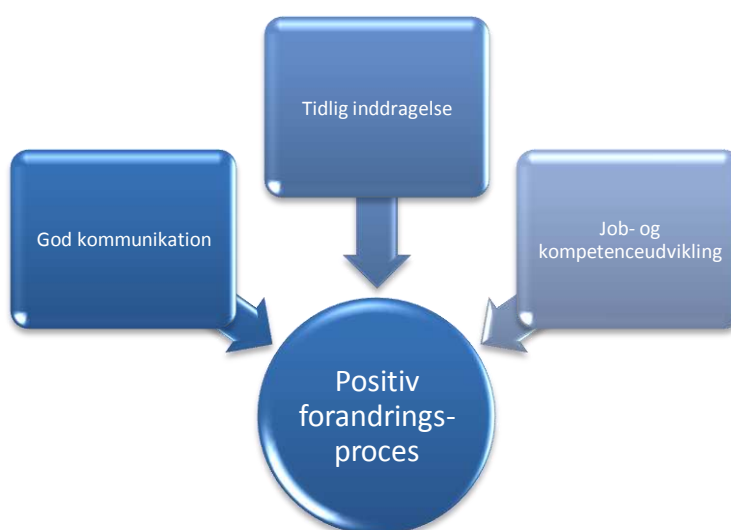 Tidlig inddragelse
God kommunikation
Job- og
kompetenceudvikling
Positiv
forandrings-
proces